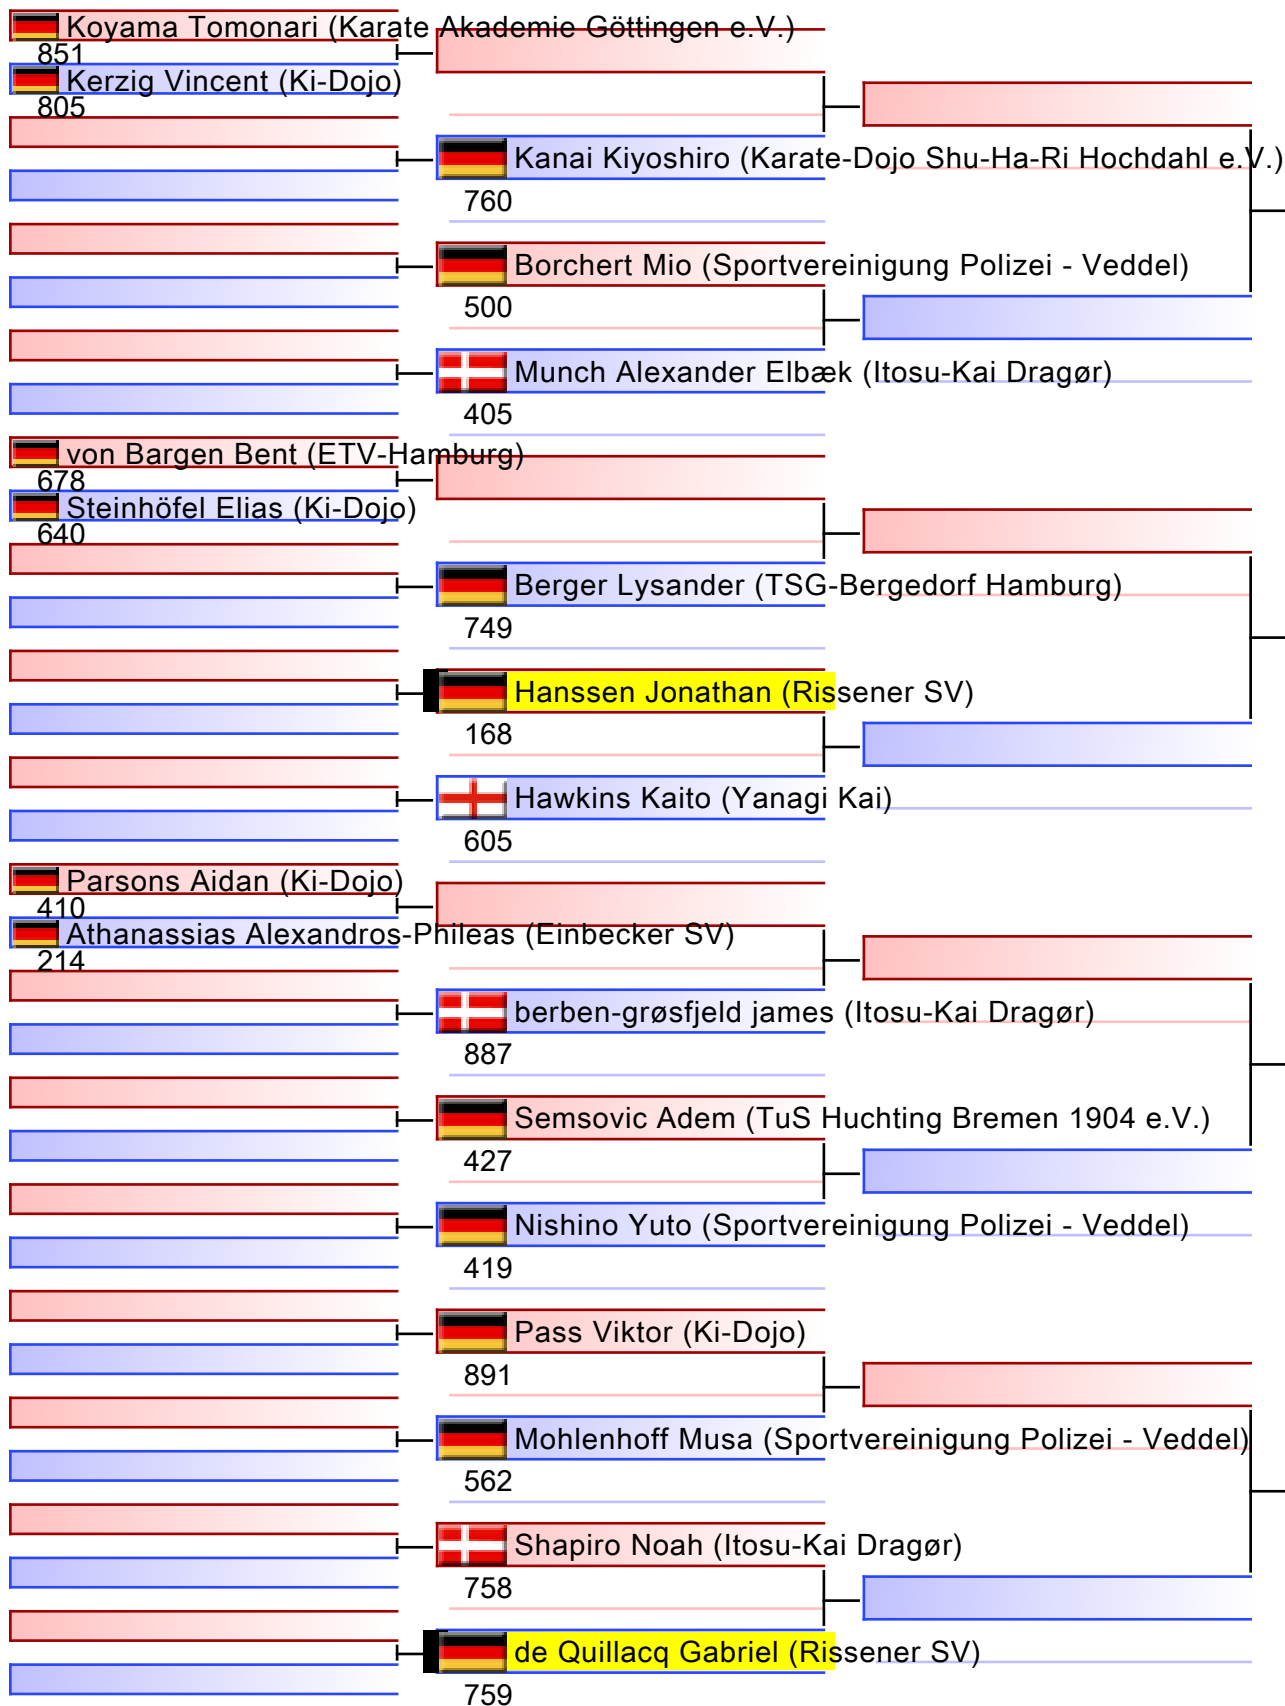 Koyama Tomonari (Karate Akademie Göttingen e.V.)
851
Kerzig Vincent (Ki-Dojo)
805
Kanai Kiyoshiro (Karate-Dojo Shu-Ha-Ri Hochdahl e.V.)
760
Borchert Mio (Sportvereinigung Polizei - Veddel)
500
Munch Alexander Elbæk (Itosu-Kai Dragør)
405
von Bargen Bent (ETV-Hamburg)
678
Steinhöfel Elias (Ki-Dojo)
640
Berger Lysander (TSG-Bergedorf Hamburg)
749
Hanssen Jonathan (Rissener SV)
168
Hawkins Kaito (Yanagi Kai)
605
Parsons Aidan (Ki-Dojo)
410
Athanassias Alexandros-Phileas (Einbecker SV)
214
berben-grøsfjeld james (Itosu-Kai Dragør)
887
Semsovic Adem (TuS Huchting Bremen 1904 e.V.)
427
Nishino Yuto (Sportvereinigung Polizei - Veddel)
419
Pass Viktor (Ki-Dojo)
891
Mohlenhoff Musa (Sportvereinigung Polizei - Veddel)
562
Shapiro Noah (Itosu-Kai Dragør)
758
de Quillacq Gabriel (Rissener SV)
759